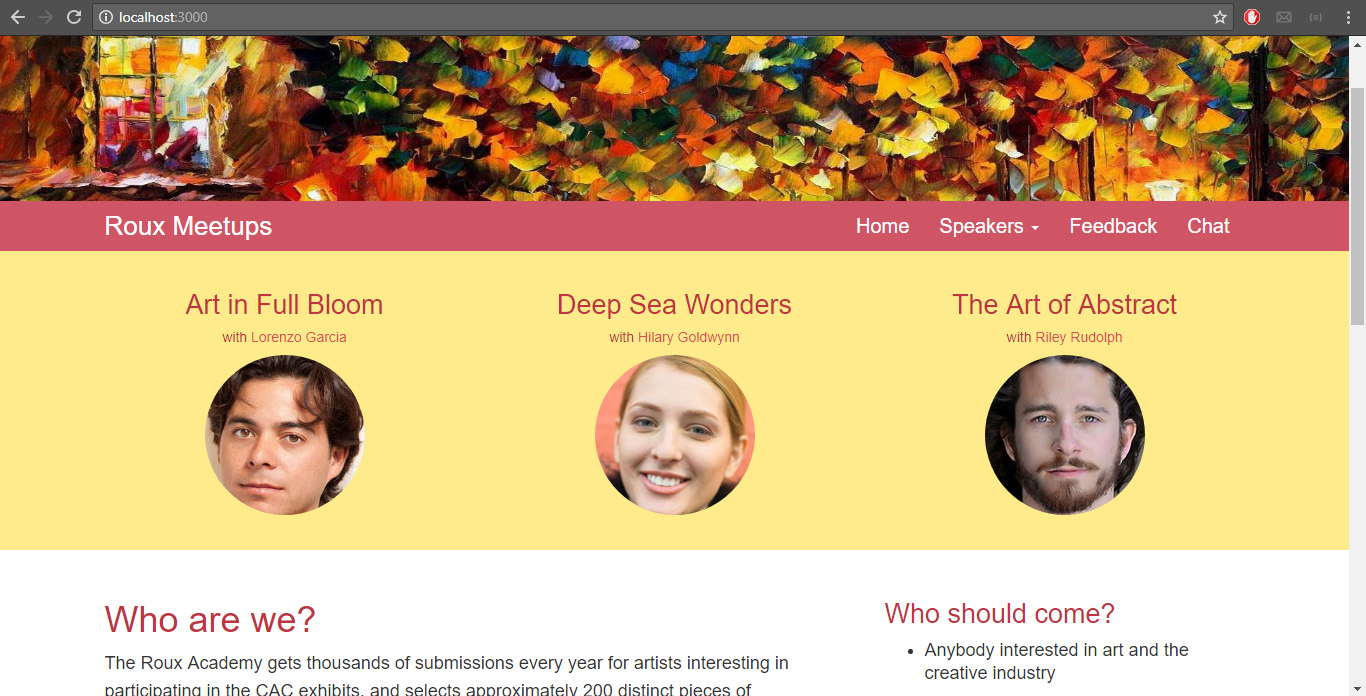 localhost:3000
Roux Meetups
Home Speakers Feedback Chat
Art in Full Bloom
with Lorenzo Garcia
Deep Sea Wonders
with Hilary Goldwynn
The Art of Abstract
with Riley Rudolph
Who are we?
The Roux Academy gets thousands of submissions every year for artists interesting in
participating in the CAC exhibits, and selects approximately 200 distinct pieces of
Who should come?
• Anybody interested in art and the
creative industry